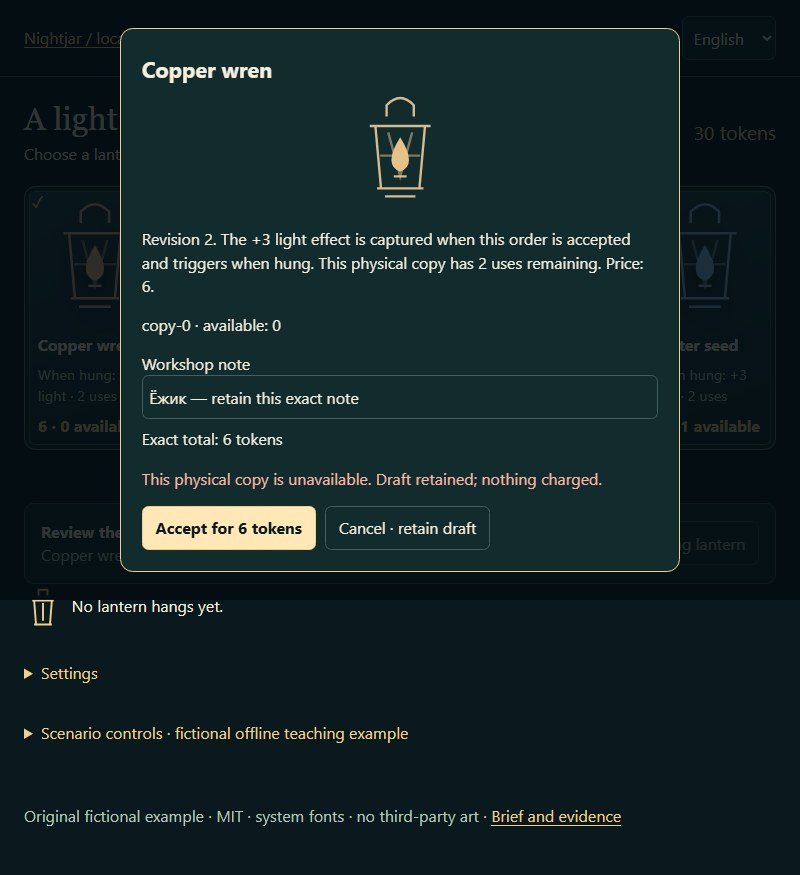 Nightjar / loca
English
A light
30 tokens
Choose a lant
✓
Copper wren
Revision 2. The +3 light effect is captured when this order is accepted
and triggers when hung. This physical copy has 2 uses remaining. Price:
6.
copy-0 · available: 0
Workshop note
Ёжик — retain this exact note
Exact total: 6 tokens
This physical copy is unavailable. Draft retained; nothing charged.
Accept for 6 tokens
Cancel · retain draft
Copper wre
When hung:
light · 2 uses
6 · 0 availab
ter seed
n hung: +3
· 2 uses
1 available
Review the
Copper wre
g lantern
No lantern hangs yet.
Settings
Scenario controls · fictional offline teaching example
Original fictional example · MIT · system fonts · no third-party art · Brief and evidence